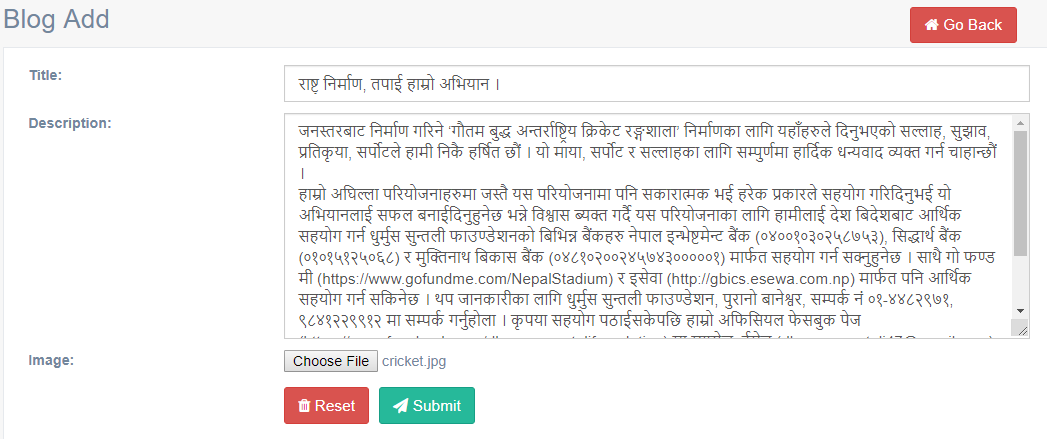 Blog Add
Go Back
Title:
राष्ट्र निर्माण, तपाई हाम्रो अभियान ।
Description:
जनस्तरबाट निर्माण गरिने 'गौतम बुद्ध अन्तर्राष्ट्रिय क्रिकेट रङ्गशाला' निर्माणका लागि यहाँहरुले दिनुभएको सल्लाह, सुझाव,
प्रतिकृया, सर्पोटले हामी निकै हर्षित छौं । यो माया, सर्पोट र सल्लाहका लागि सम्पुर्णमा हार्दिक धन्यवाद व्यक्त गर्न चाहान्छौं
।
हाम्रो अघिल्ला परियोजनाहरुमा जस्तै यस परियोजनामा पनि सकारात्मक भई हरेक प्रकारले सहयोग गरिदिनुभई यो
अभियानलाई सफल बनाईदिनुहुनेछ भन्ने विश्वास ब्यक्त गर्दै यस परियोजनाका लागि हामीलाई देश बिदेशबाट आर्थिक
सहयोग गर्न धुर्मुस सुन्तली फाउण्डेशनको बिभिन्न बैंकहरु नेपाल इन्भेष्टमेन्ट बैंक (०४००१०३०२५८७५३), सिद्धार्थ बैंक
(०१०१५१२५०६८) र मुक्तिनाथ बिकास बैंक (०४८१०२००२४५७४३०००००१) मार्फत सहयोग गर्न सक्नुहुनेछ । साथै गो फण्ड
मी (https://www.gofundme.com/NepalStadium) र इसेवा (http://gbics.esewa.com.np) मार्फत पनि आर्थिक
सहयोग गर्न सकिनेछ । थप जानकारीका लागि धुर्मुस सुन्तली फाउण्डेशन, पुरानो बानेश्वर, सम्पर्क नं ०१-४४८२९७१,
९८४१२२९९१२ मा सम्पर्क गर्नुहोला । कृपया सहयोग पठाईसकेपछि हाम्रो अफिसियल फेसबुक पेज
Image:
Choose File cricket.jpg
Reset Submit